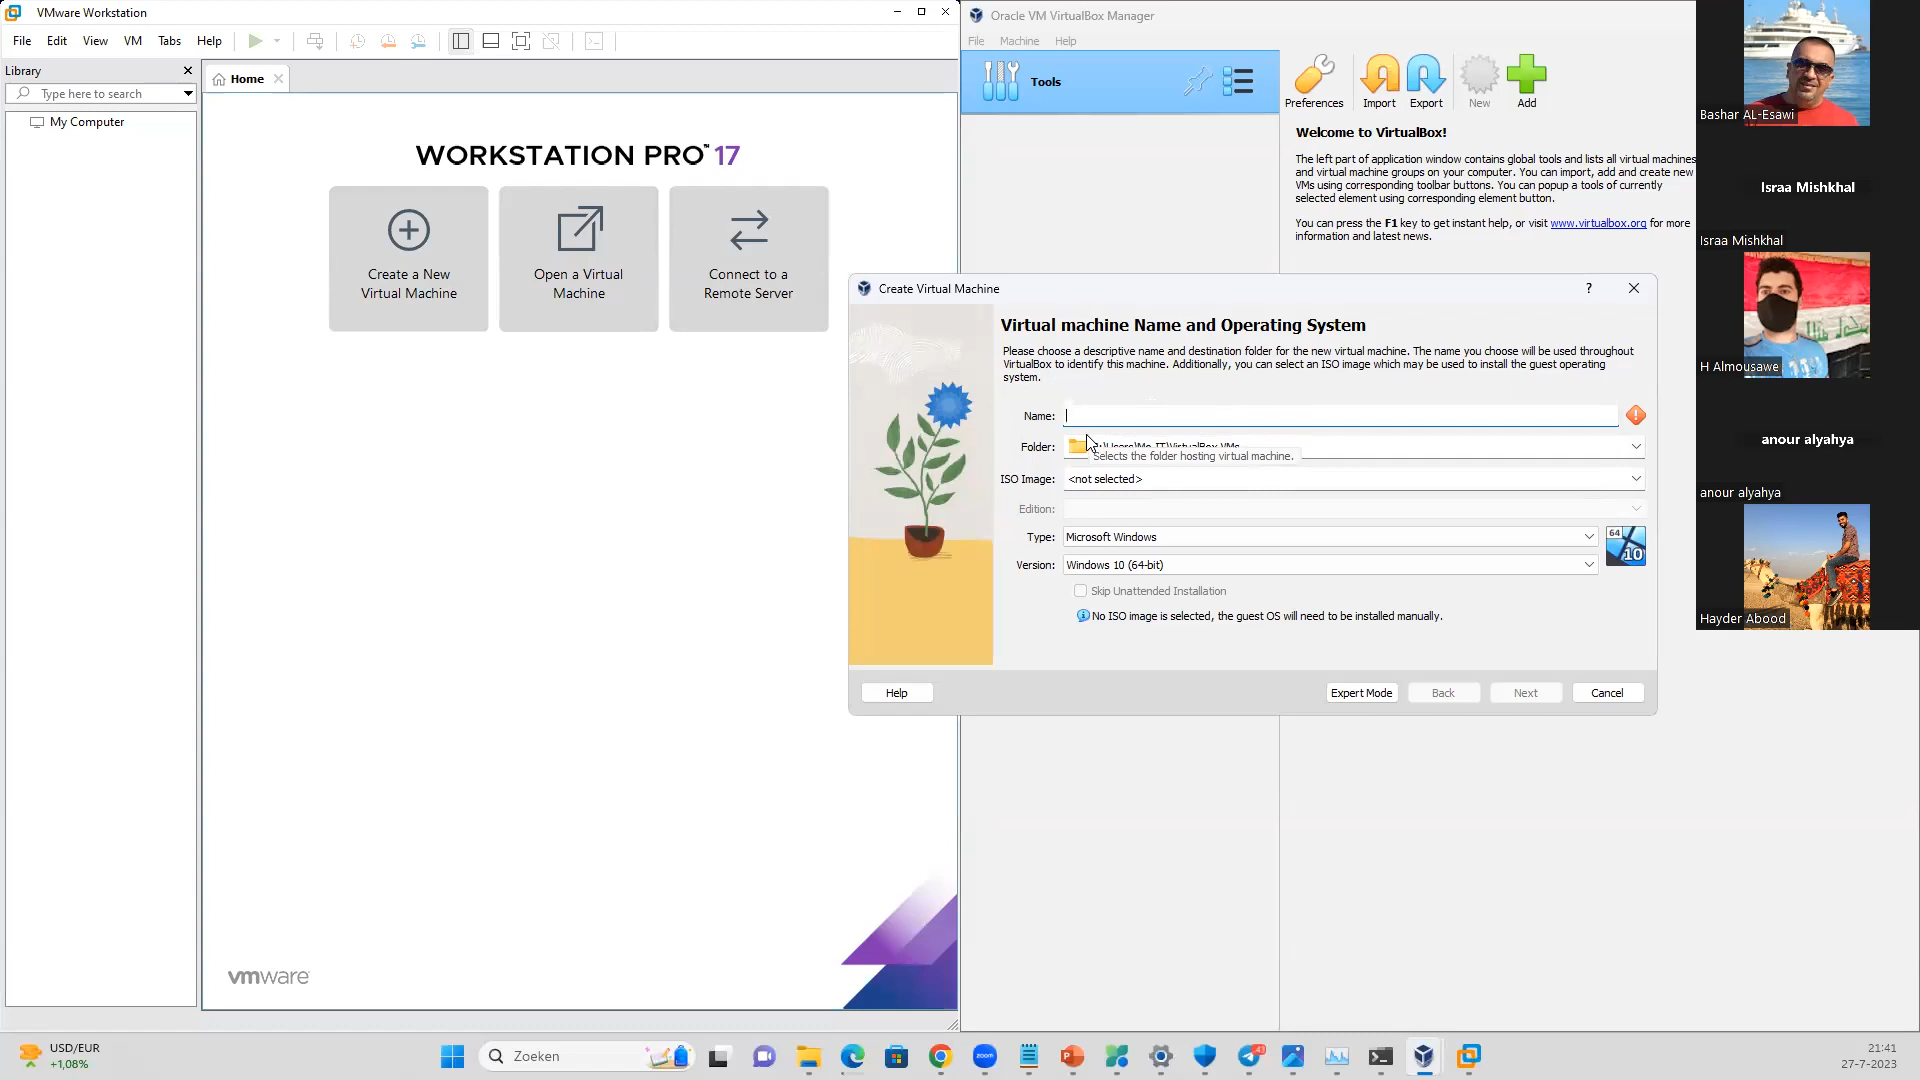 VMware Workstation
File Edit View VM Tabs Help
Library
Type here to search
My Computer
Home
WORKSTATION PRO™ 17
Create a New
Virtual Machine
Open a Virtual
Machine
Connect to a
Remote Server
vmware
Oracle VM VirtualBox Manager
File Machine Help
Tools
Preferences Import Export New Add
Welcome to VirtualBox!
The left part of application window contains global tools and lists all virtual machines
and virtual machine groups on your computer. You can import, add and create new
VMs using corresponding toolbar buttons. You can popup a tools of currently
selected element using corresponding element button.
You can press the F1 key to get instant help, or visit www.virtualbox.org for more
information and latest news.
Create Virtual Machine
?
Virtual machine Name and Operating System
Please choose a descriptive name and destination folder for the new virtual machine. The name you choose will be used throughout
VirtualBox to identify this machine. Additionally, you can select an ISO image which may be used to install the guest operating
system.
Name:
Folder:
Selects the folder hosting virtual machine.
ISO Image: <not selected>
Edition:
Type: Microsoft Windows
64
10
Version: Windows 10 (64-bit)
Skip Unattended Installation
No ISO image is selected, the guest OS will need to be installed manually.
Help Expert Mode Back Next Cancel
Bashar AL-Esawi
Israa Mishkhal
Israa Mishkhal
H Almousawe
anour alyahya
anour alyahya
Hayder Abood
USD/EUR
+1,08%
Zoeken
zoom
21:41
27-7-2023